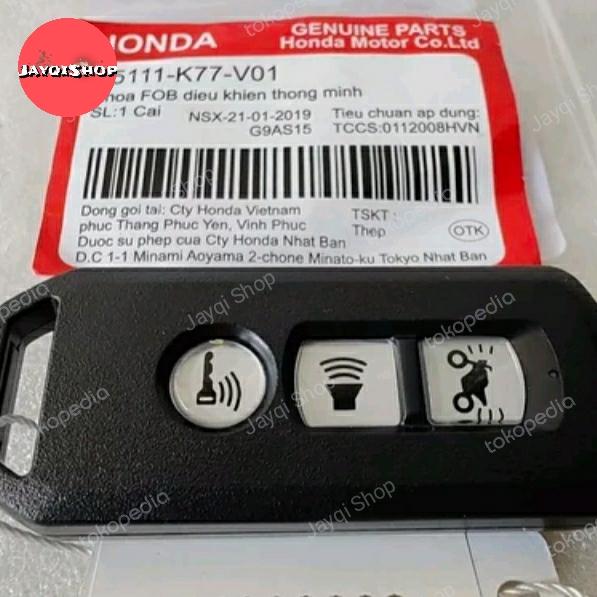 HONDA
GENUINE PARTS
Honda Motor Co.Ltd
JAYQISHOP
5111-K77-V01
hoa FOB dieu khien thong minh
SL:1 Cai
NSX-21-01-2019
Tieu chuan ap dung:
G9AS15
TCCS:0112008HVN
Dong goi tai: Cty Honda Vietnam
TSKT :
phuc Thang Phuc Yen, Vinh Phuc
Thep
OTK
Duoc su phep cua Cty Honda Nhat Ban
D.C 1-1 Minami Aoyama 2-chone Minato-ku Tokyo Nhat Ban
Jayqi Shop
tokopedia